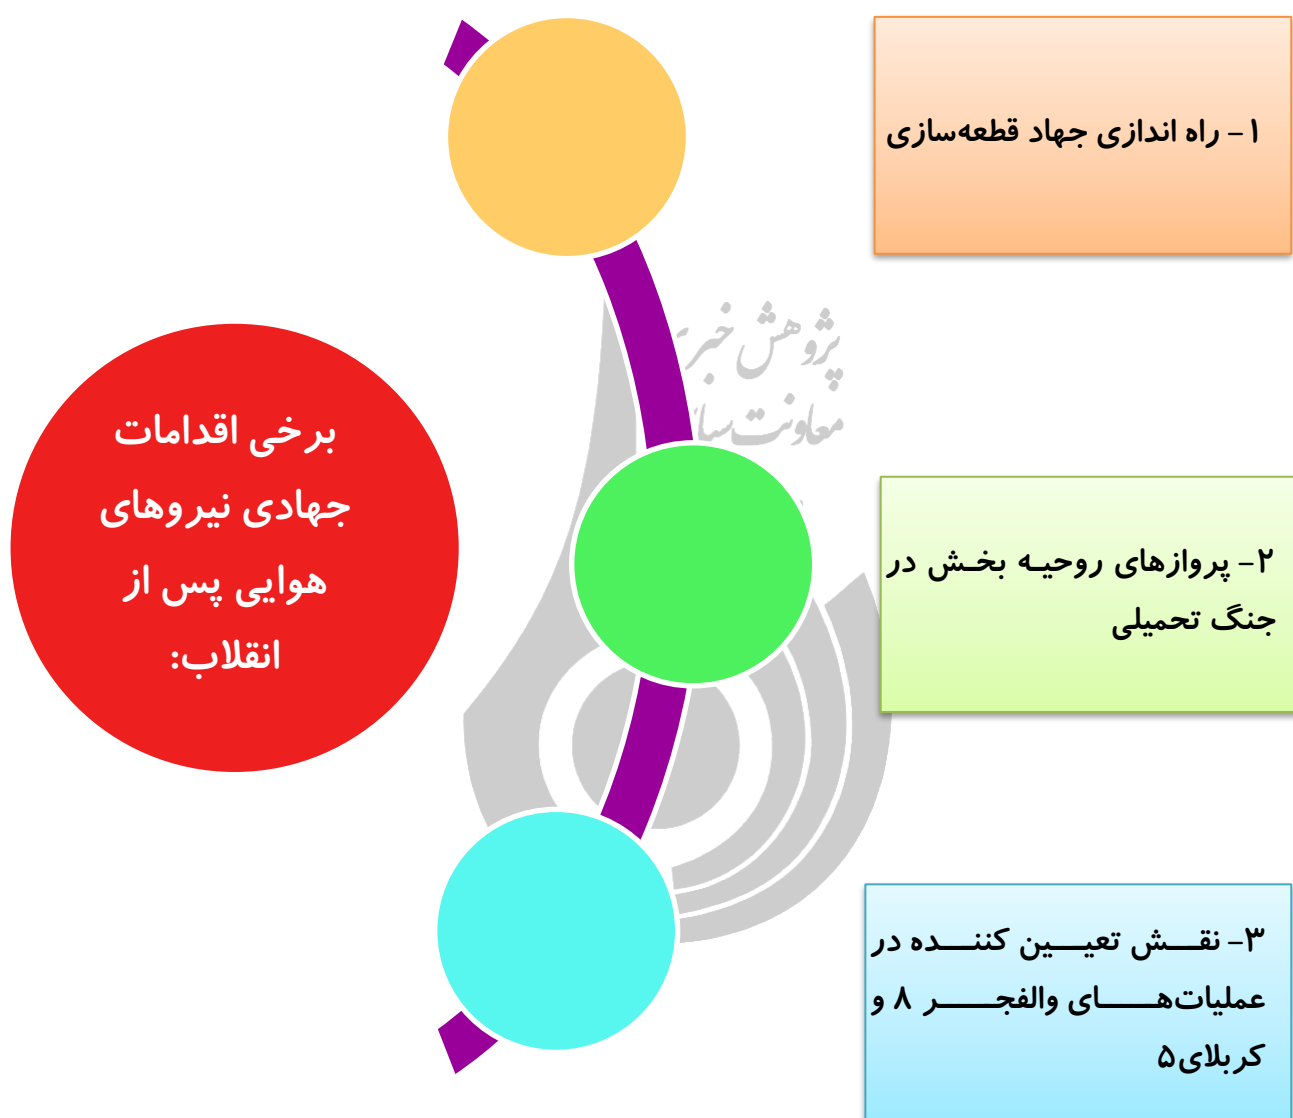 ۱- راه اندازی جهاد قطعه‌سازی
پژوهش خبری
معاونت
برخی اقدامات
جهادی نیروهای
هوایی پس از
انقلاب:
۲- پروازهای روحیه بخش در
جنگ تحمیلی
۳- نقش تعیین کننده در
عملیات‌های والفجر ۸ و
کربلای۵